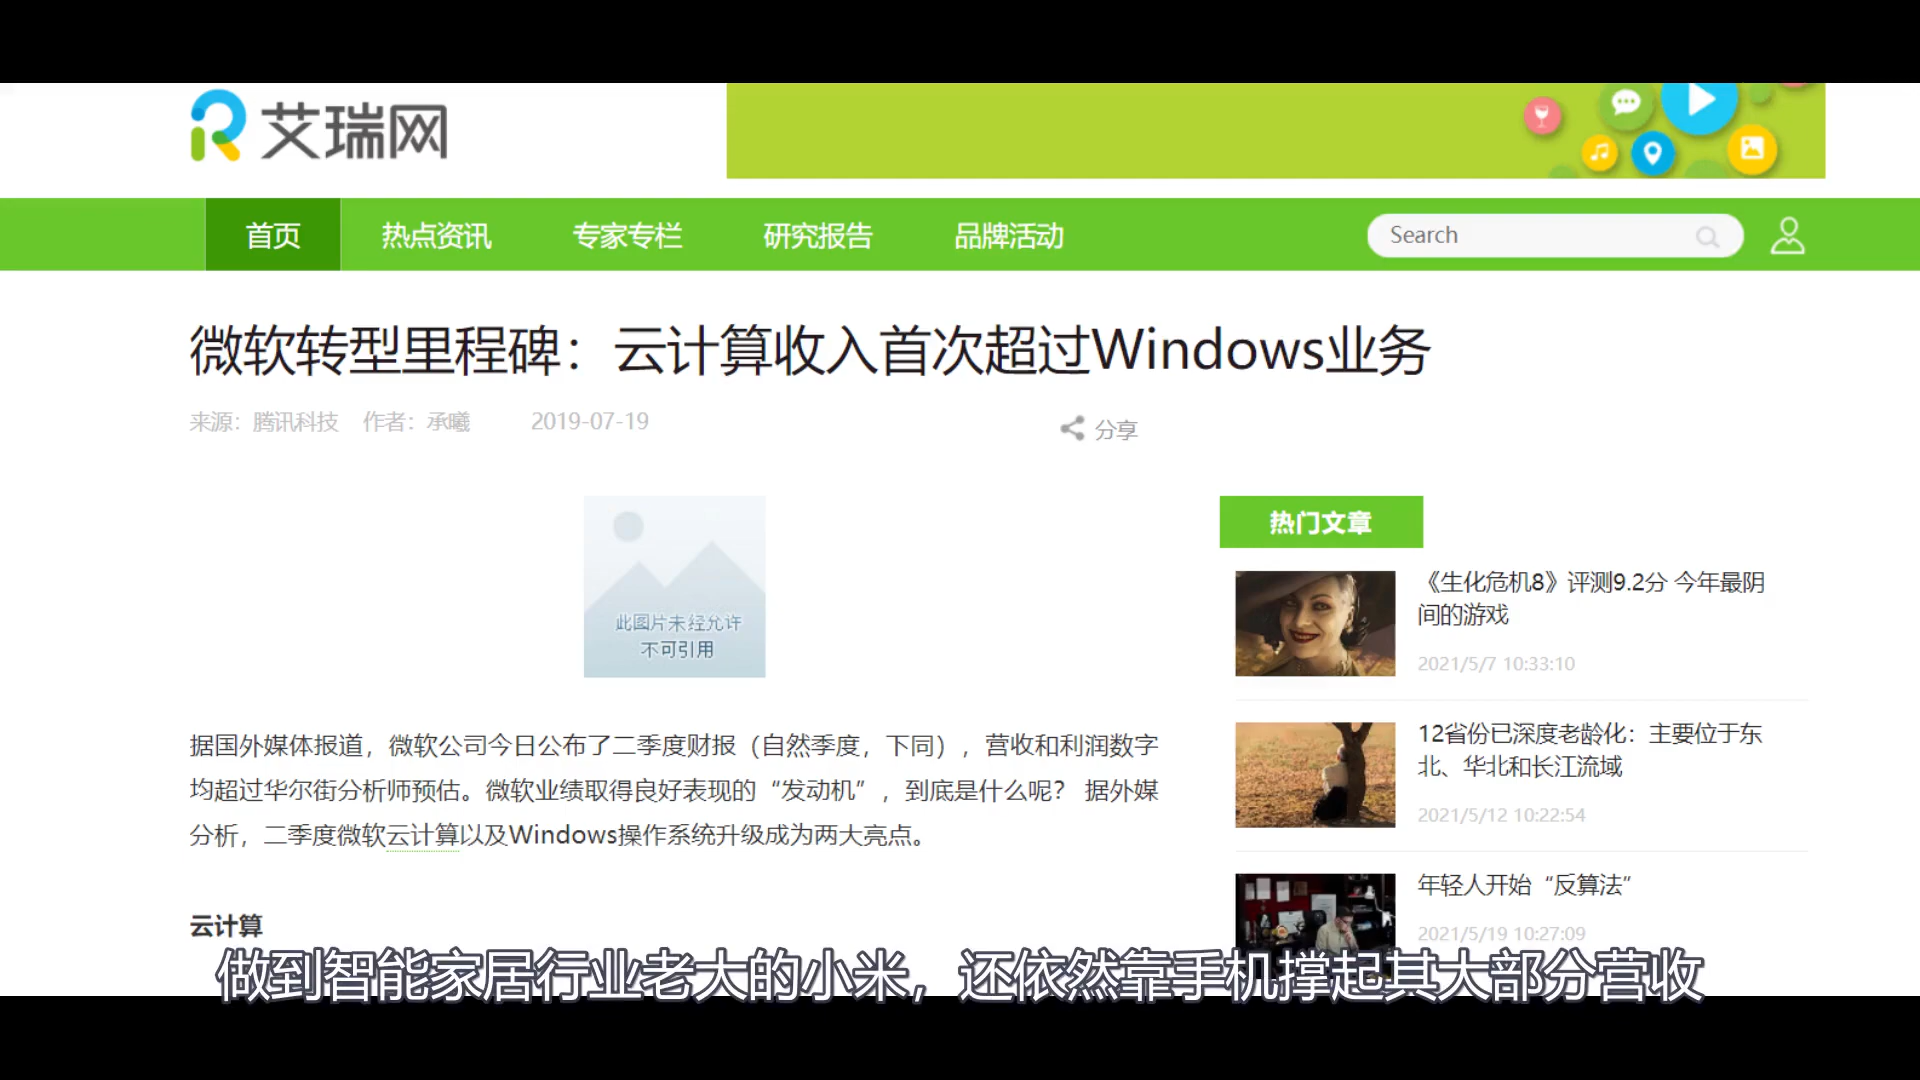 艾瑞网
首页 热点资讯 专家专栏 研究报告 品牌活动 Search
微软转型里程碑：云计算收入首次超过Windows业务
来源：腾讯科技 作者：承曦 2019-07-19 分享
此图片未经允许
不可引用
据国外媒体报道，微软公司今日公布了二季度财报（自然季度，下同），营收和利润数字
均超过华尔街分析师预估。微软业绩取得良好表现的“发动机”，到底是什么呢？ 据外媒
分析，二季度微软云计算以及Windows操作系统升级成为两大亮点。
云计算
热门文章
《生化危机8》评测9.2分 今年最阴
间的游戏
2021/5/7 10:33:10
12省份已深度老龄化：主要位于东
北、华北和长江流域
2021/5/12 10:22:54
年轻人开始“反算法”
2021/5/19 10:27:09
做到智能家居行业老大的小米，还依然靠手机撑起其大部分营收